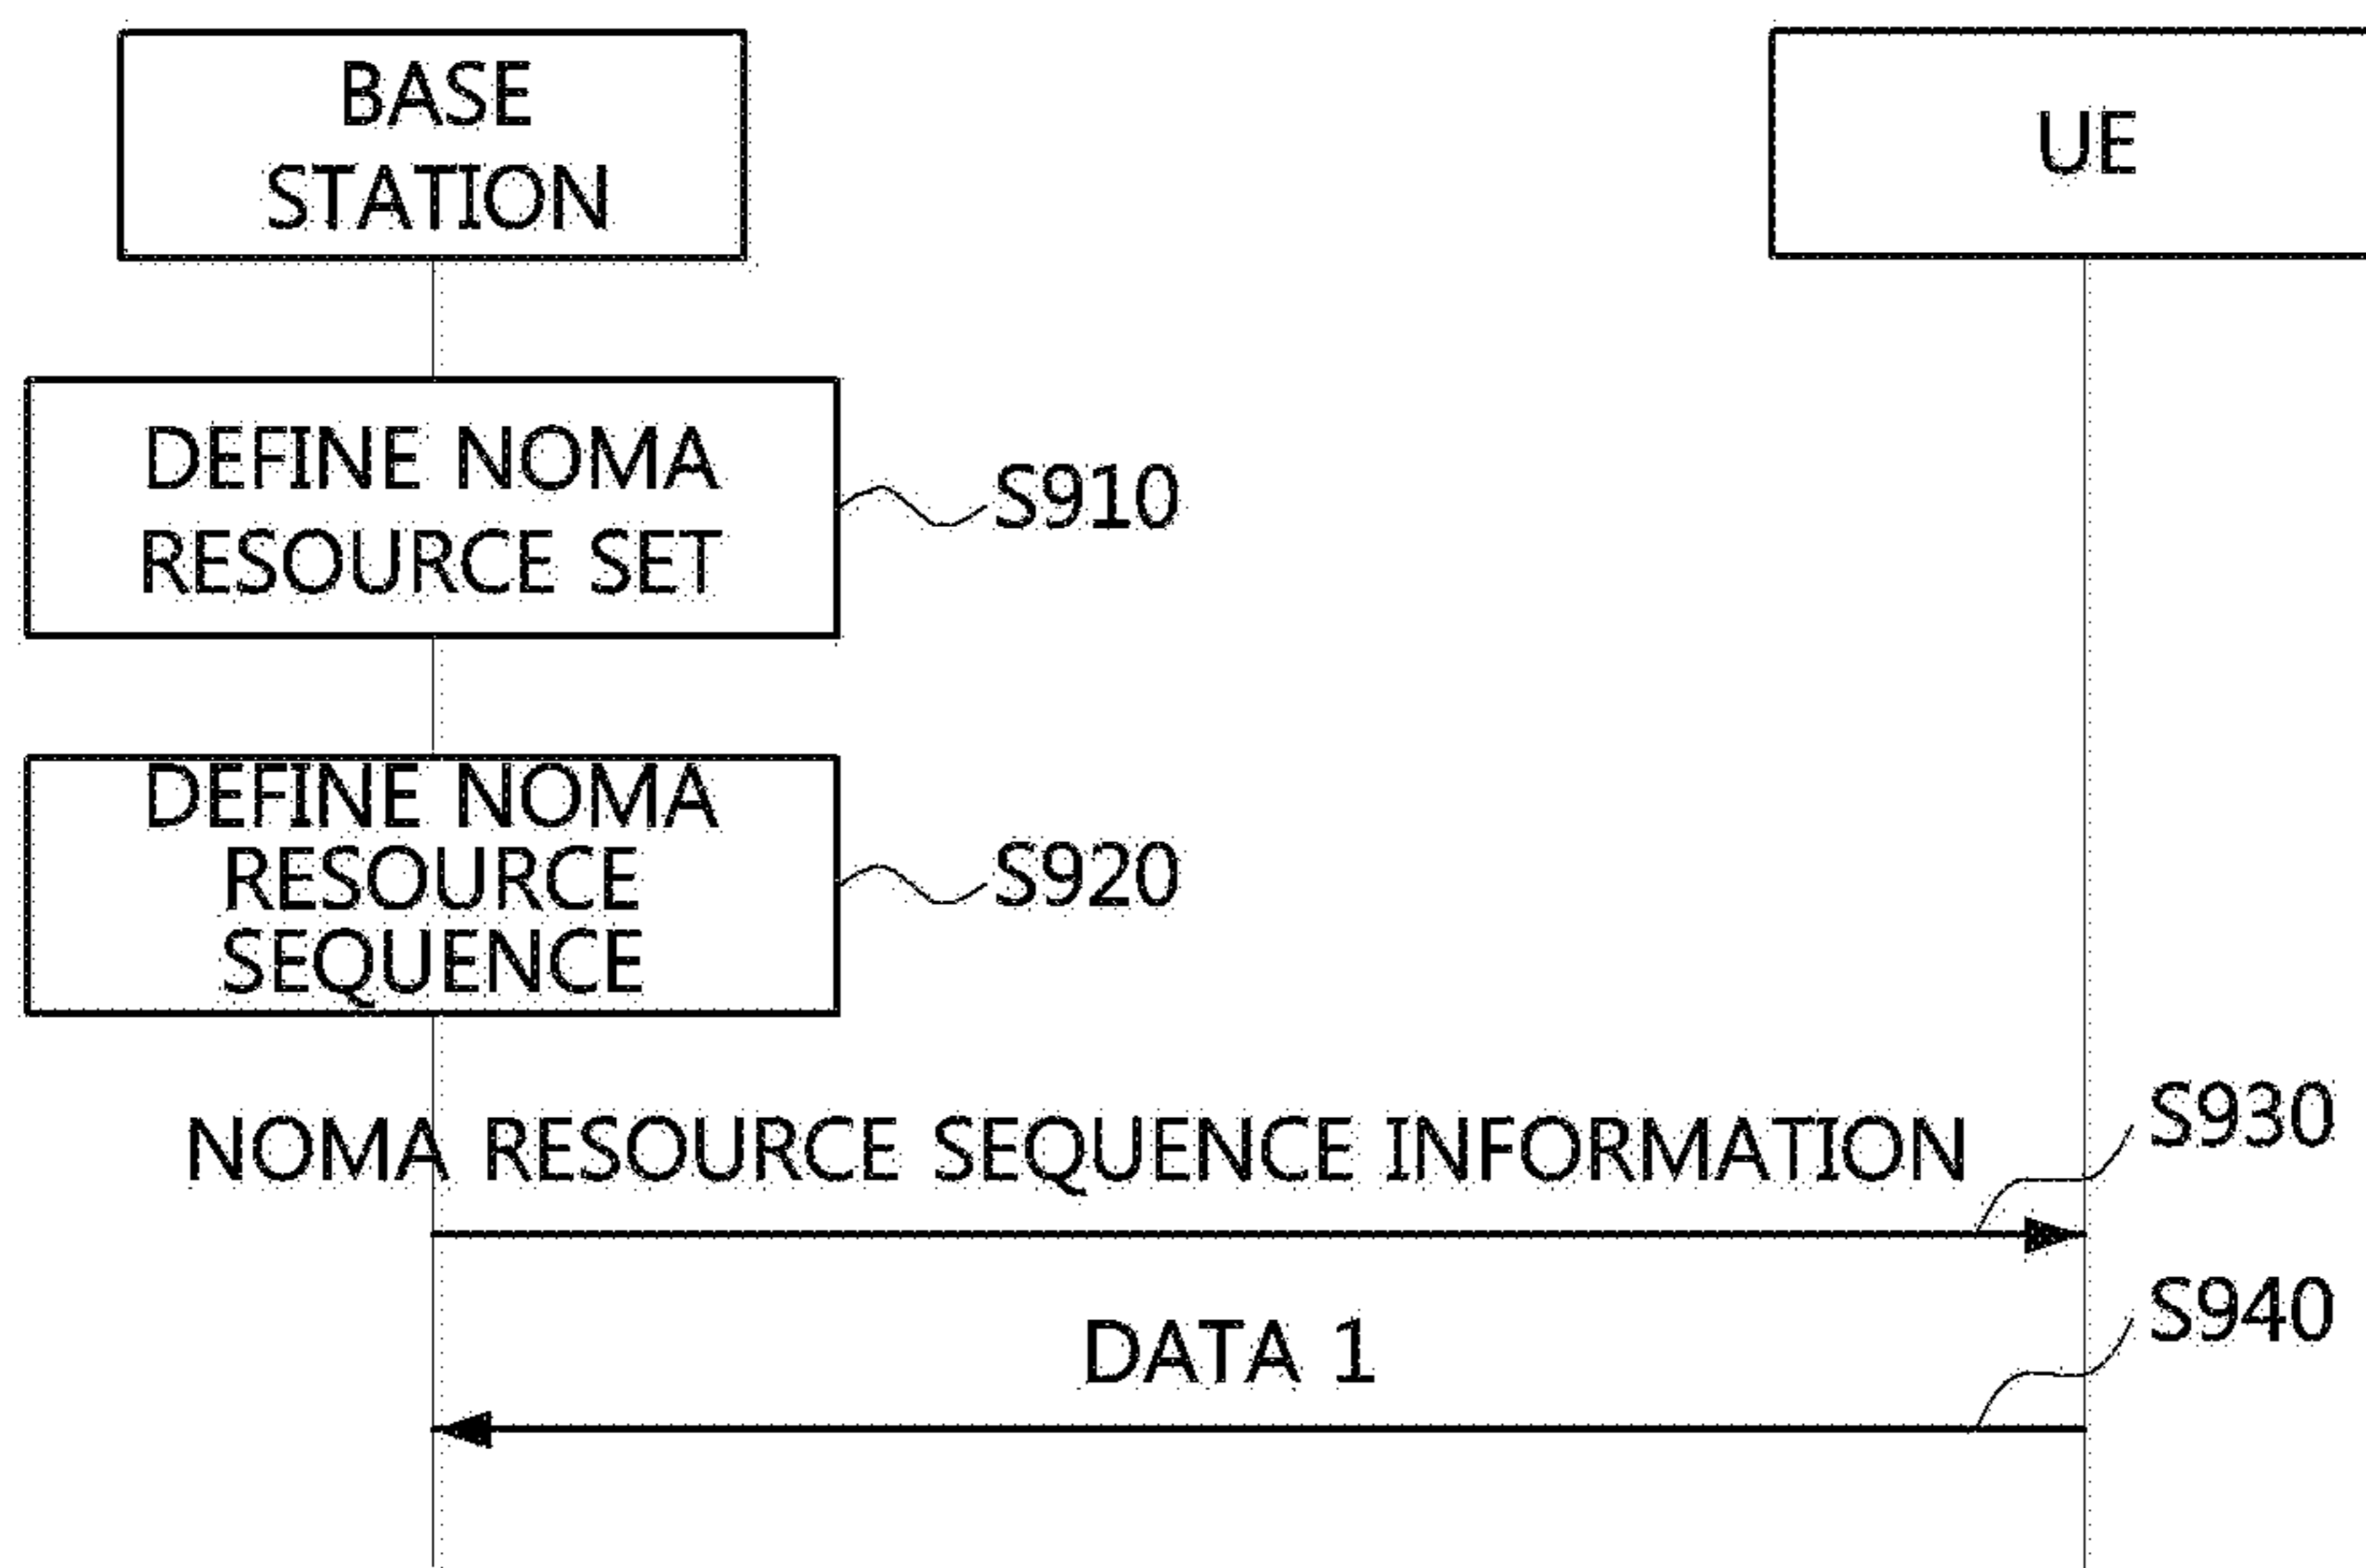 BASE
STATION
UE
DEFINE NOMA
RESOURCE SET
S910
DEFINE NOMA
RESOURCE
SEQUENCE
S920
NOMA RESOURCE SEQUENCE INFORMATION
S930
DATA 1
S940